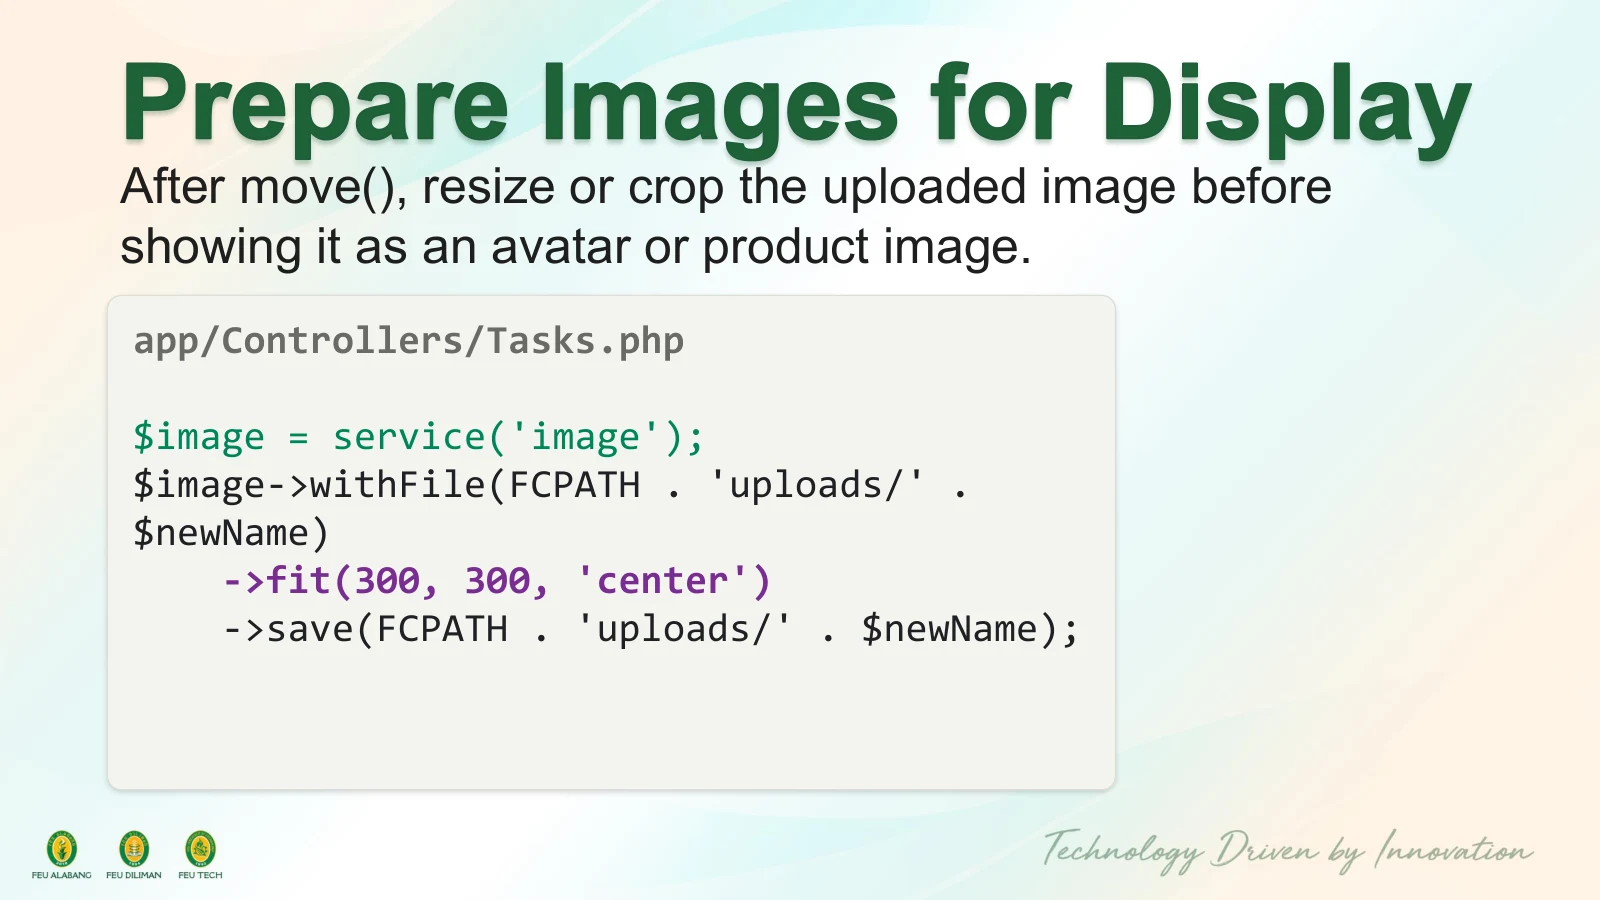 Prepare Images for Display
After move(), resize or crop the uploaded image before
showing it as an avatar or product image.
app/Controllers/Tasks.php
$image = service('image');
$image->withFile(FCPATH . 'uploads/' .
$newName)
    ->fit(300, 300, 'center')
    ->save(FCPATH . 'uploads/' . $newName);
FEU ALABANG
FEU DILIMAN
FEU TECH
Technology Driven by Innovation